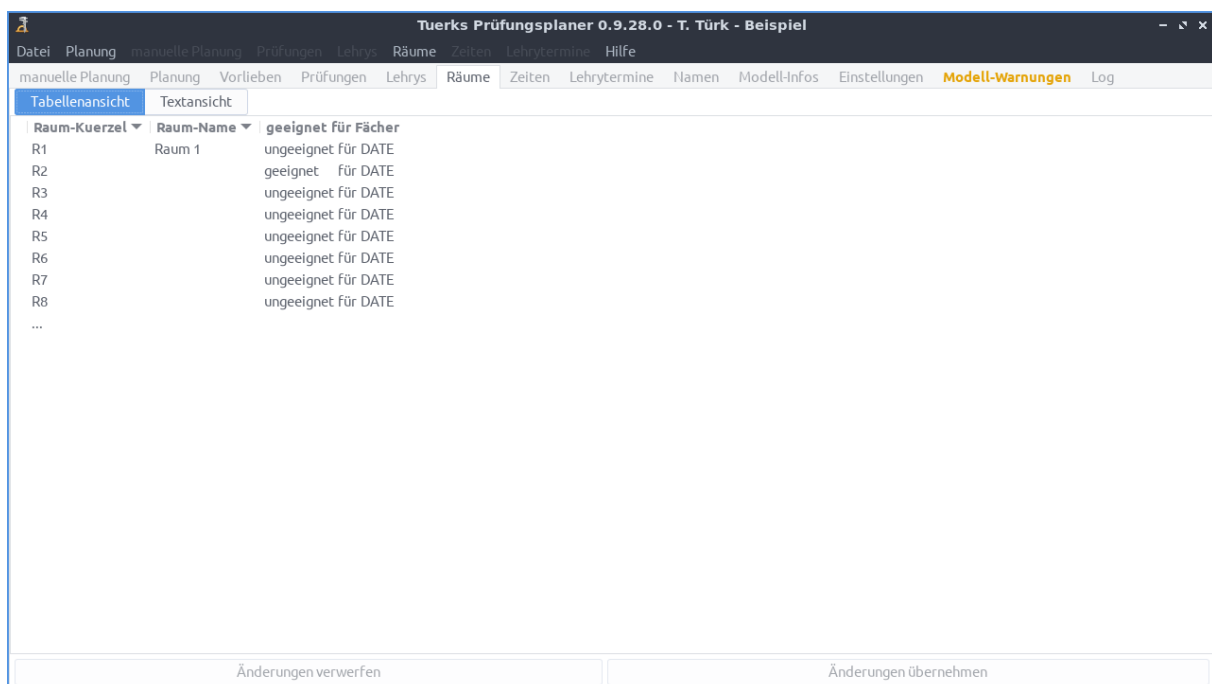 Tuerks Prüfungsplaner 0.9.28.0 - T. Türk - Beispiel
Datei Planung manuelle Planung Prüfungen Lehrys Räume Zeiten Lehrytermine Hilfe
manuelle Planung Planung Vorlieben Prüfungen Lehrys Räume Zeiten Lehrytermine Namen Modell-Infos Einstellungen Modell-Warnungen Log
Tabellenansicht Textansicht
Raum-Kuerzel Raum-Name geeignet für Fächer
R1 Raum 1 ungeeignet für DATE
R2 geeignet für DATE
R3 ungeeignet für DATE
R4 ungeeignet für DATE
R5 ungeeignet für DATE
R6 ungeeignet für DATE
R7 ungeeignet für DATE
R8 ungeeignet für DATE
...
Änderungen verwerfen Änderungen übernehmen